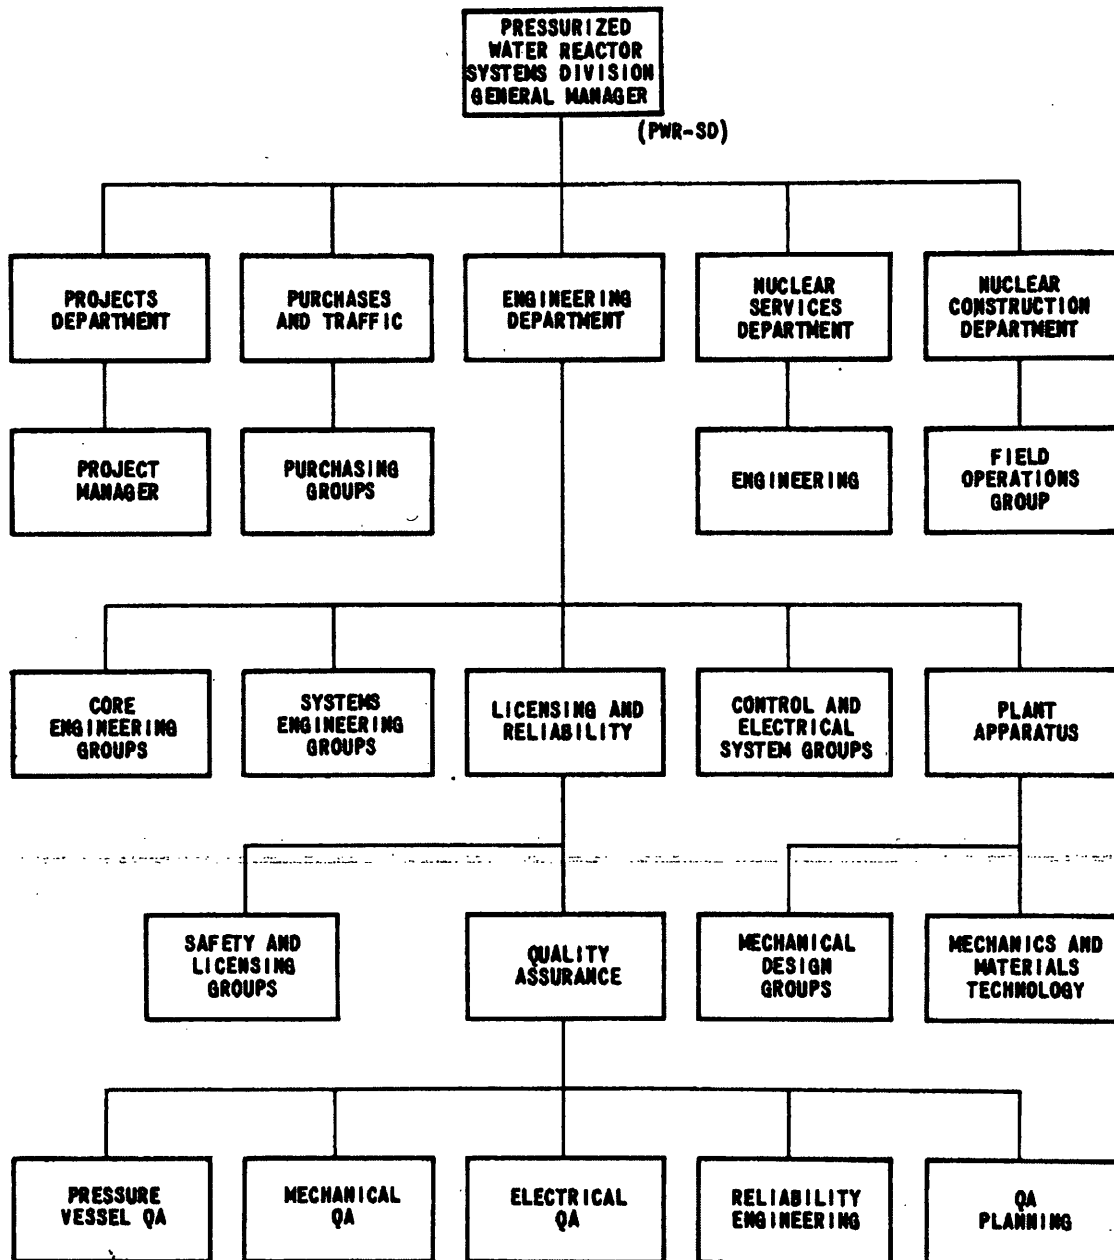 PRESSURIZED
WATER REACTOR
SYSTEMS DIVISION
GENERAL MANAGER
(PWR-SD)
PROJECTS
DEPARTMENT
PURCHASES
AND TRAFFIC
ENGINEERING
DEPARTMENT
NUCLEAR
SERVICES
DEPARTMENT
NUCLEAR
CONSTRUCTION
DEPARTMENT
PROJECT
MANAGER
PURCHASING
GROUPS
ENGINEERING
FIELD
OPERATIONS
GROUP
CORE
ENGINEERING
GROUPS
SYSTEMS
ENGINEERING
GROUPS
LICENSING AND
RELIABILITY
CONTROL AND
ELECTRICAL
SYSTEM GROUPS
PLANT
APPARATUS
SAFETY AND
LICENSING
GROUPS
QUALITY
ASSURANCE
MECHANICAL
DESIGN
GROUPS
MECHANICS AND
MATERIALS
TECHNOLOGY
PRESSURE
VESSEL QA
MECHANICAL
QA
ELECTRICAL
QA
RELIABILITY
ENGINEERING
QA
PLANNING